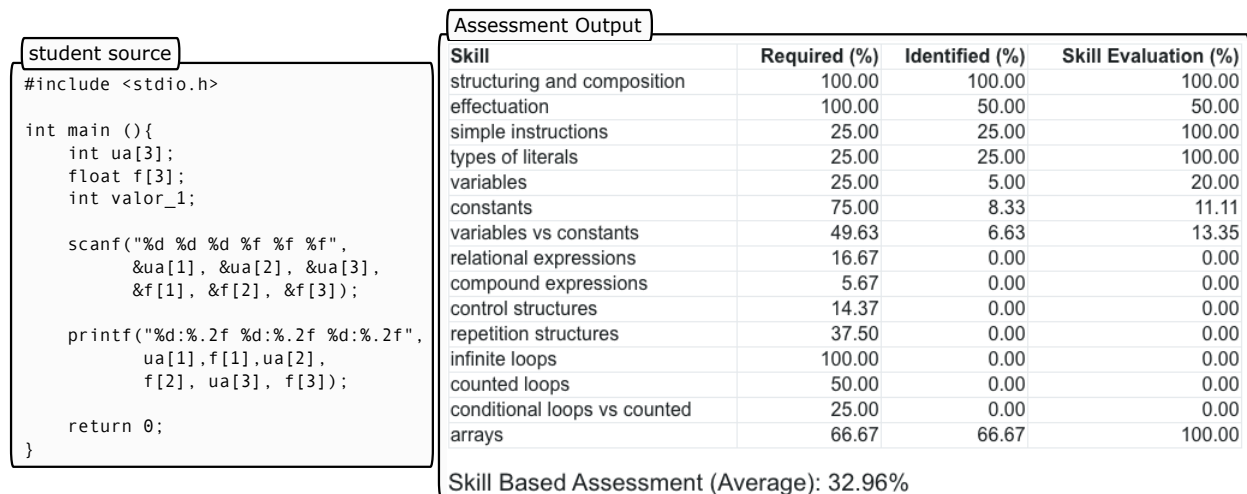 student source
#include <stdio.h>
int main (){
int ua[3];
float f[3];
int valor_1;
scanf("%d %d %d %f %f %f",
&ua[1], &ua[2], &ua[3],
&f[1], &f[2], &f[3]);
printf("%d:%.2f %d:%.2f %d:%.2f",
ua[1],f[1],ua[2],
f[2], ua[3], f[3]);
return 0;
}
Assessment Output
Skill Required (%) Identified (%) Skill Evaluation (%)
structuring and composition 100.00 100.00 100.00
effectuation 100.00 50.00 50.00
simple instructions 25.00 25.00 100.00
types of literals 25.00 25.00 100.00
variables 25.00 5.00 20.00
constants 75.00 8.33 11.11
variables vs constants 49.63 6.63 13.35
relational expressions 16.67 0.00 0.00
compound expressions 5.67 0.00 0.00
control structures 14.37 0.00 0.00
repetition structures 37.50 0.00 0.00
infinite loops 100.00 0.00 0.00
counted loops 50.00 0.00 0.00
conditional loops vs counted 25.00 0.00 0.00
arrays 66.67 66.67 100.00
Skill Based Assessment (Average): 32.96%